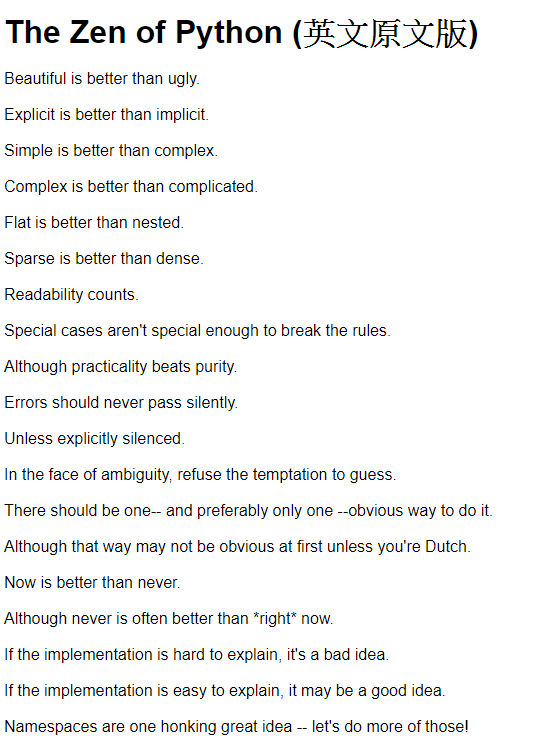 The Zen of Python (英文原文版)
Beautiful is better than ugly.
Explicit is better than implicit.
Simple is better than complex.
Complex is better than complicated.
Flat is better than nested.
Sparse is better than dense.
Readability counts.
Special cases aren't special enough to break the rules.
Although practicality beats purity.
Errors should never pass silently.
Unless explicitly silenced.
In the face of ambiguity, refuse the temptation to guess.
There should be one-- and preferably only one --obvious way to do it.
Although that way may not be obvious at first unless you're Dutch.
Now is better than never.
Although never is often better than *right* now.
If the implementation is hard to explain, it's a bad idea.
If the implementation is easy to explain, it may be a good idea.
Namespaces are one honking great idea -- let's do more of those!